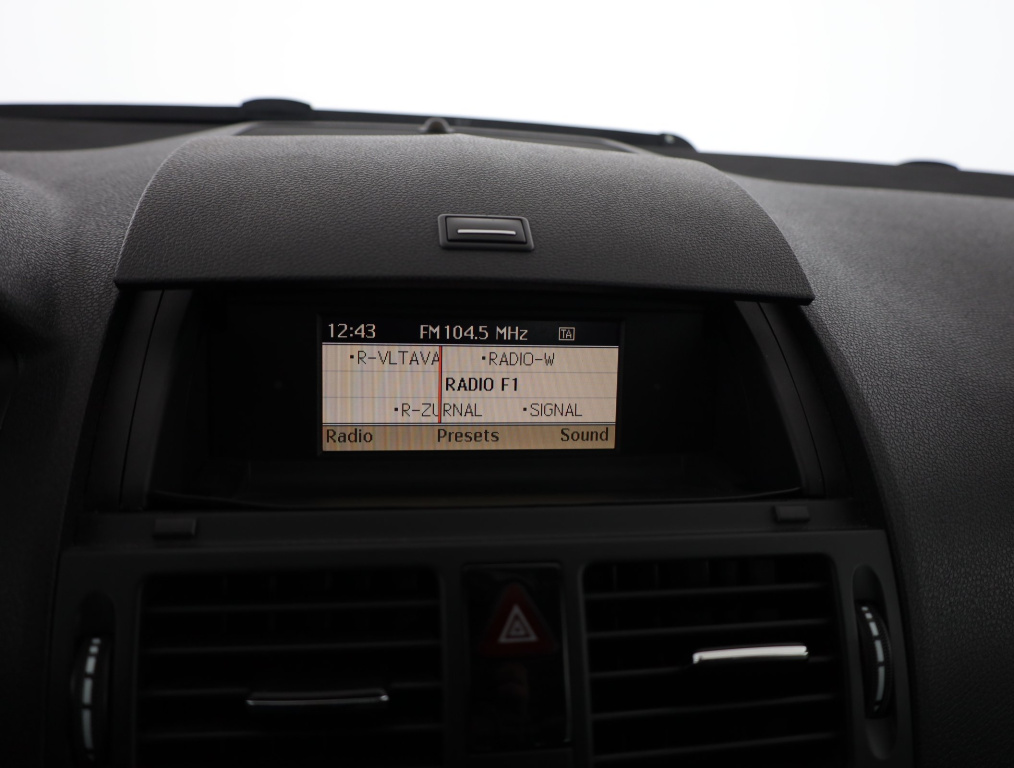 12:43 FM 104.5 MHz TA
•R-VLTAVA •RADIO-W
RADIO F1
•R-ZURNAL •SIGNAL
Radio Presets Sound